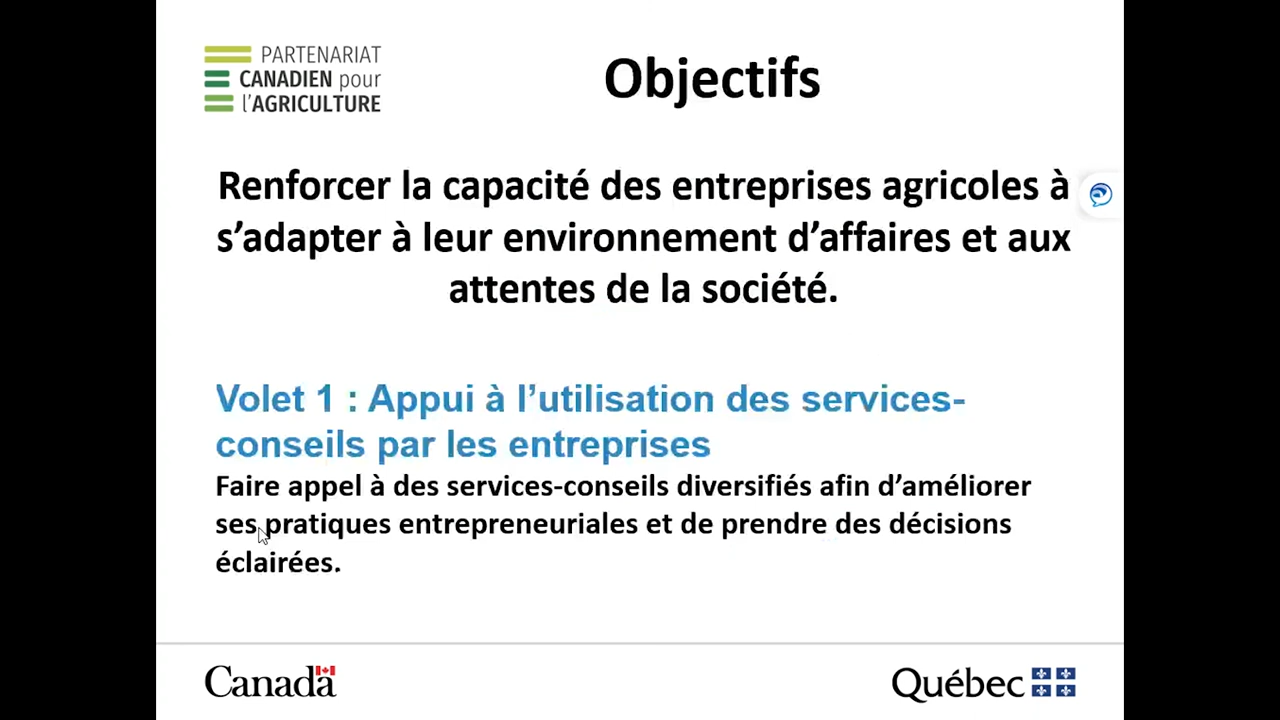 PARTENARIAT
CANADIEN pour
l'AGRICULTURE
Objectifs
Renforcer la capacité des entreprises agricoles à
s’adapter à leur environnement d’affaires et aux
attentes de la société.
Volet 1 : Appui à l’utilisation des services-
conseils par les entreprises
Faire appel à des services-conseils diversifiés afin d’améliorer
ses pratiques entrepreneuriales et de prendre des décisions
éclairées.
Canada
Québec